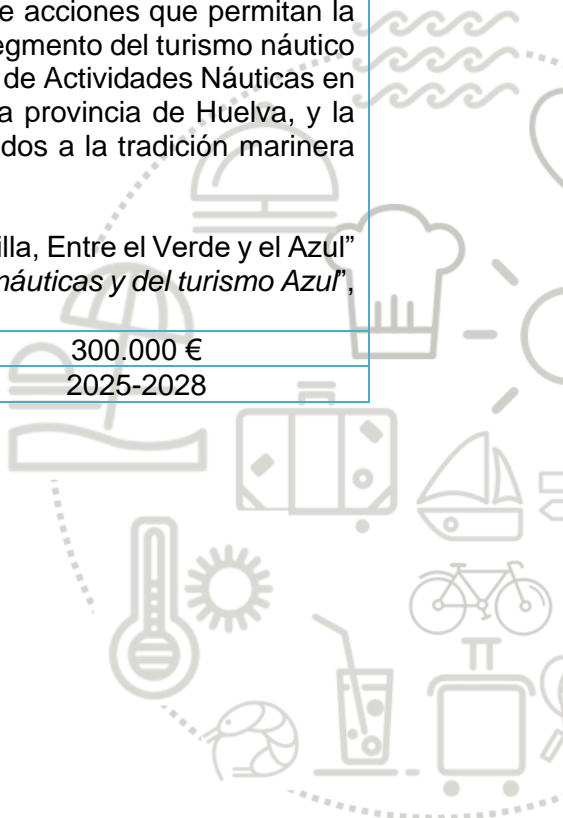 e acciones que permitan la
egmento del turismo náutico
de Actividades Náuticas en
a provincia de Huelva, y la
dos a la tradición marinera
illa, Entre el Verde y el Azul”
náuticas y del turismo Azul”,
300.000 €
2025-2028